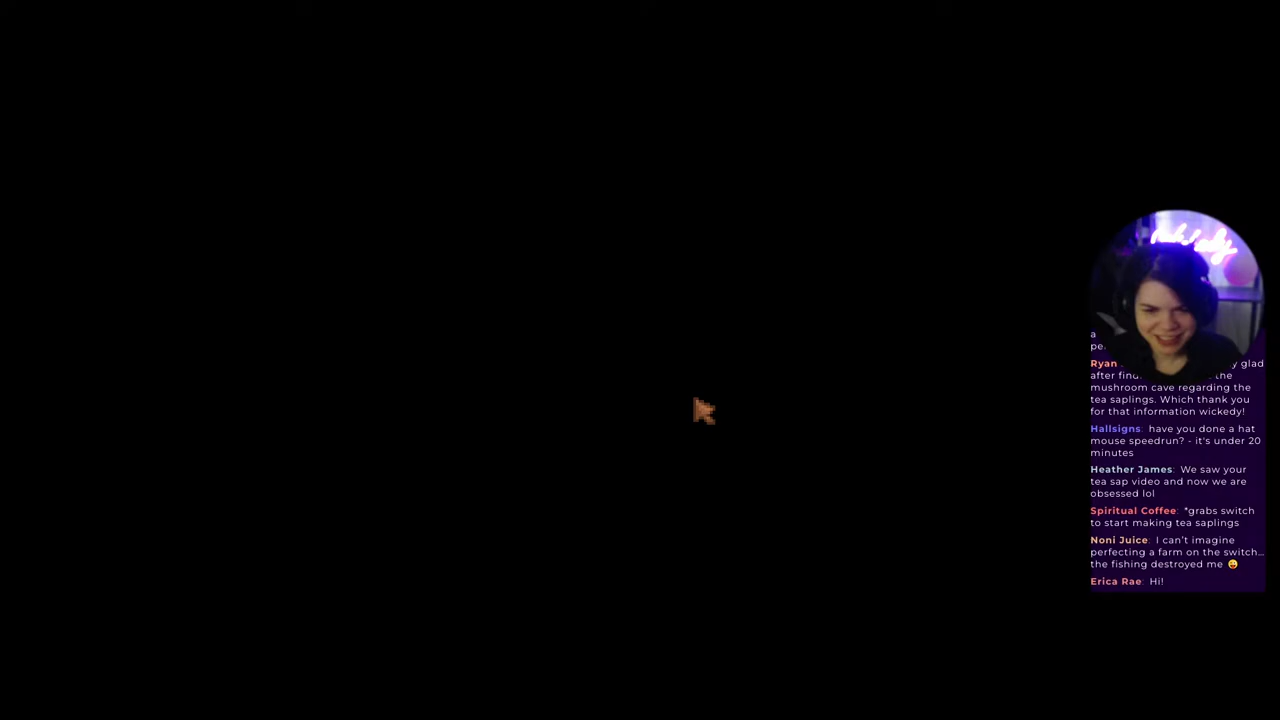 a
pe
Ryan glad
after the
mushroom cave regarding the
tea saplings. Which thank you
for that information wickedy!
Hallsigns: have you done a hat
mouse speedrun? - it's under 20
minutes
Heather James: We saw your
tea sap video and now we are
obsessed lol
Spiritual Coffee: *grabs switch
to start making tea saplings
Noni Juice: I can't imagine
perfecting a farm on the switch...
the fishing destroyed me 😛
Erica Rae: Hi!